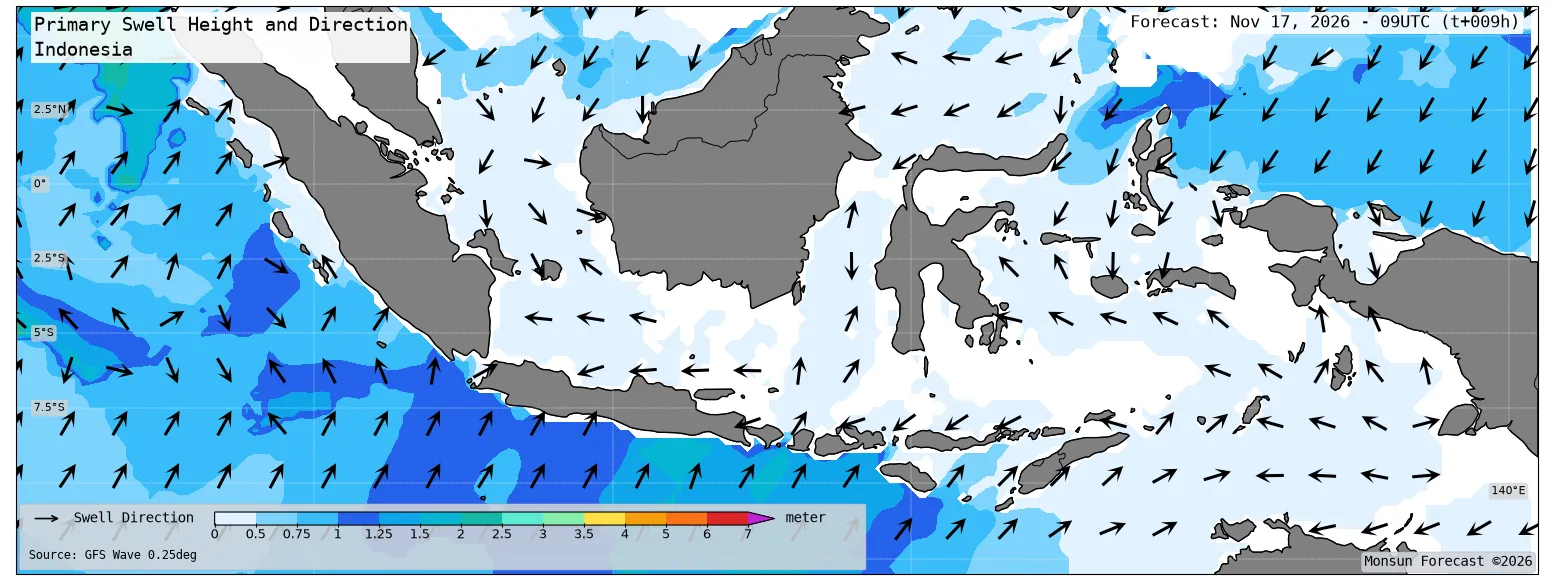 Primary Swell Height and Direction
Indonesia
Forecast: Nov 17, 2026 - 09UTC (t+009h)
2.5°N
0°
2.5°S
5°S
7.5°S
140°E
Swell Direction
0 0.5 0.75 1 1.25 1.5 2 2.5 3 3.5 4 5 6 7
meter
Source: GFS Wave 0.25deg
Monsun Forecast ©2026